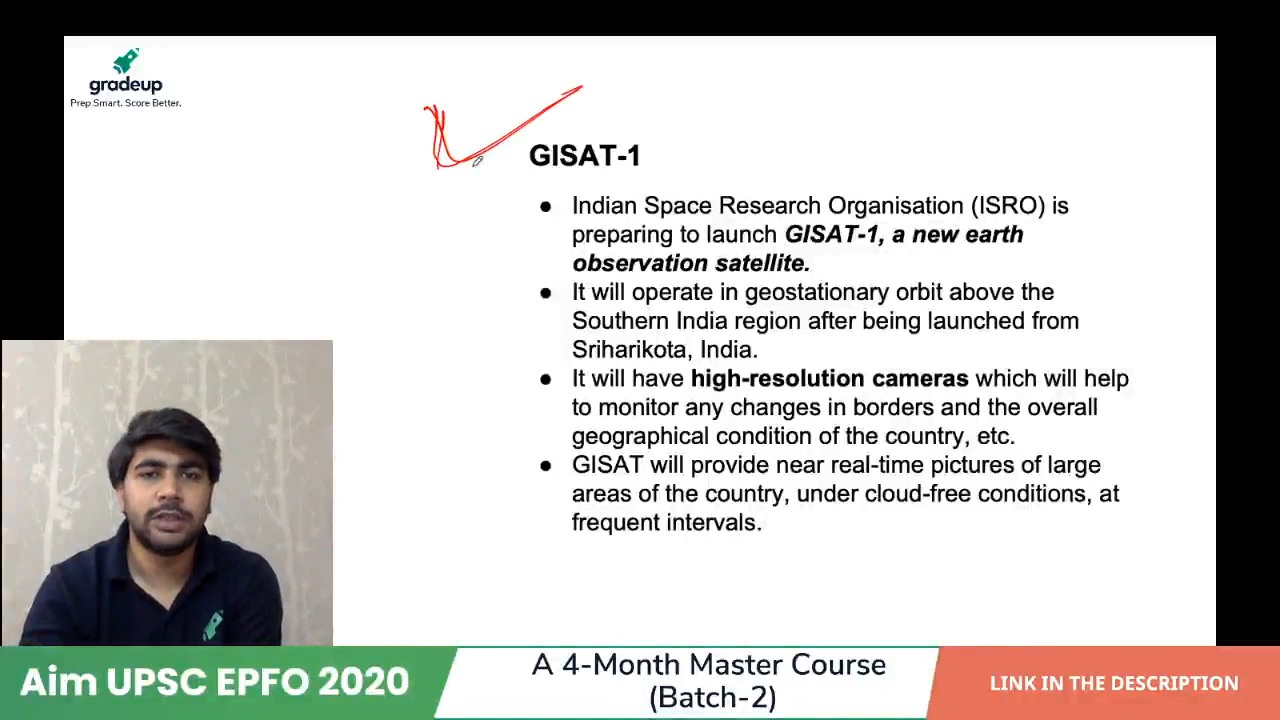 gradeup
Prep Smart. Score Better.
GISAT-1
● Indian Space Research Organisation (ISRO) is
preparing to launch GISAT-1, a new earth
observation satellite.
● It will operate in geostationary orbit above the
Southern India region after being launched from
Sriharikota, India.
● It will have high-resolution cameras which will help
to monitor any changes in borders and the overall
geographical condition of the country, etc.
● GISAT will provide near real-time pictures of large
areas of the country, under cloud-free conditions, at
frequent intervals.
Aim UPSC EPFO 2020
A 4-Month Master Course
(Batch-2)
LINK IN THE DESCRIPTION